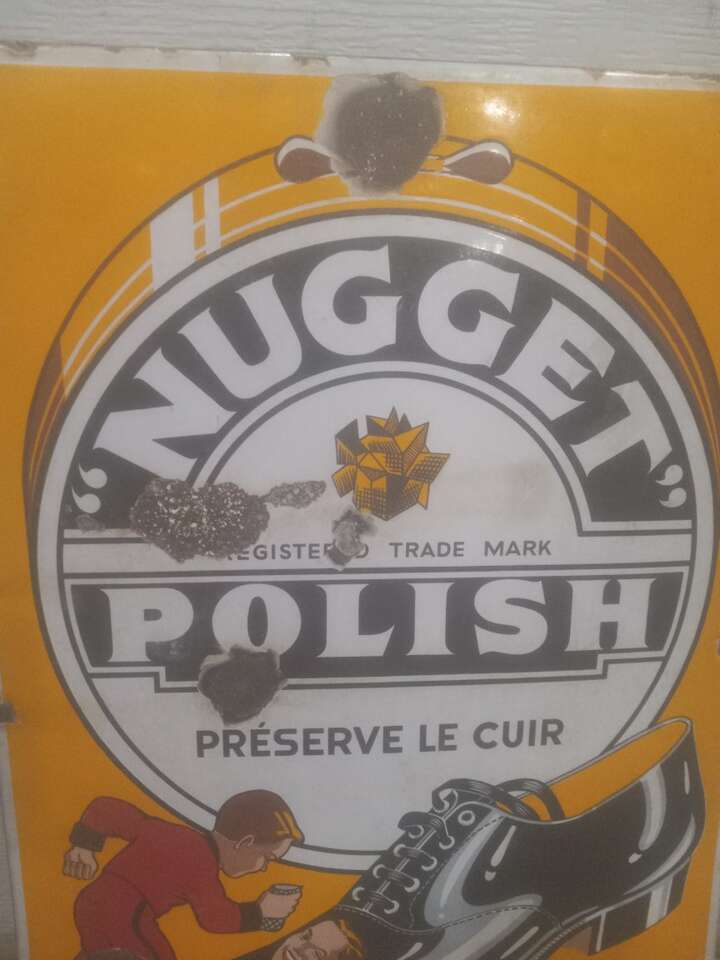 "NUGGET"
REGISTERED TRADE MARK
POLISH
PRÉSERVE LE CUIR